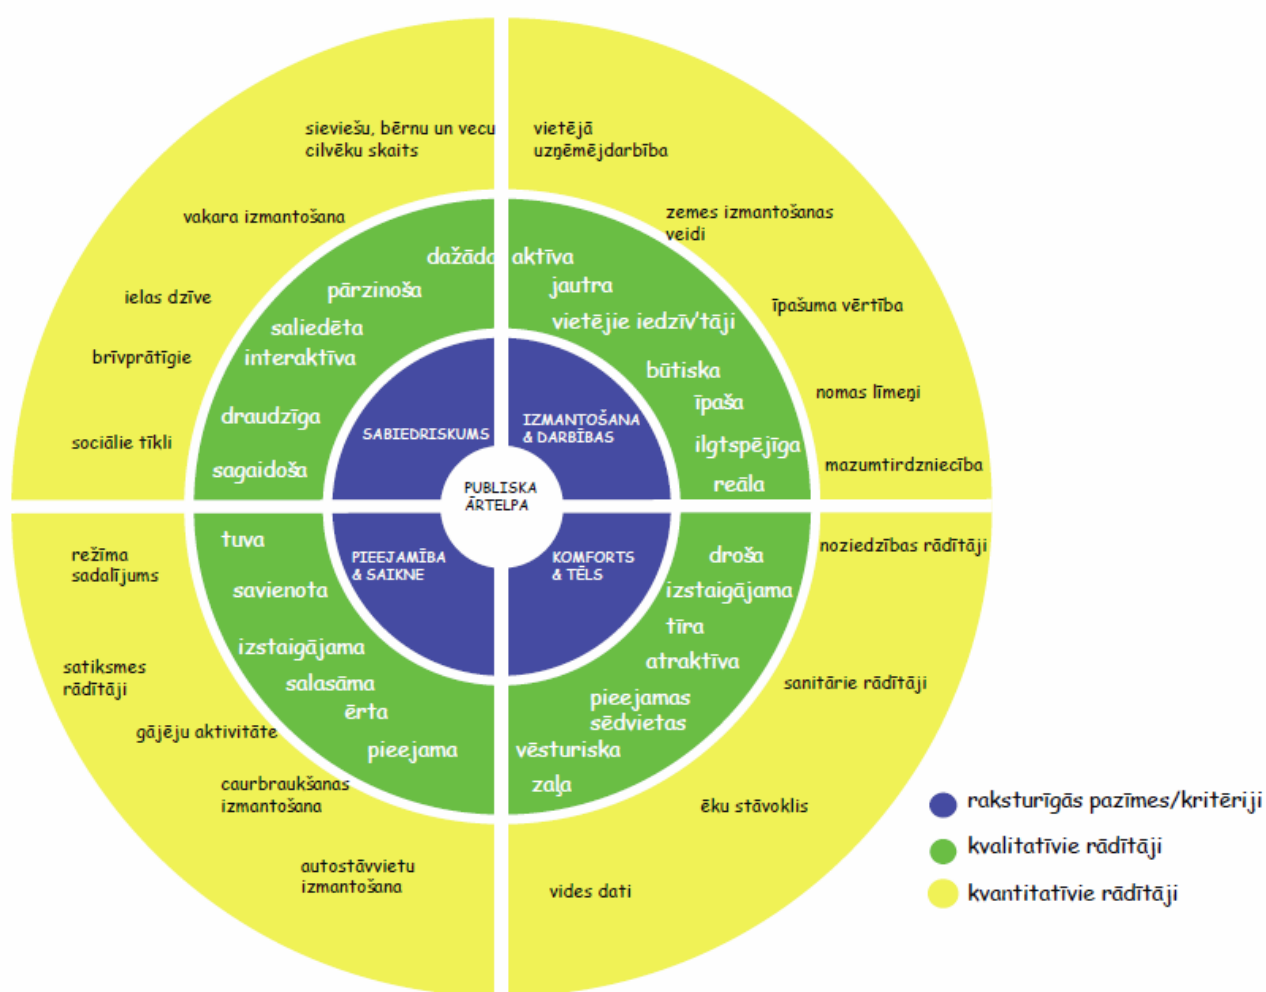 sieviešu, bērnu un vecu
cilvēku skaits
vakara izmantošana
ielas dzīve
brīvprātīgie
sociālie tīkli
vietējā
uzņēmējdarbība
zemes izmantošanas
veidi
īpašuma vērtība
nomas līmeņi
mazumtirdzniecība
dažāda
pārzinoša
saliedēta
interaktīva
draudzīga
sagaidoša
aktīva
jautra
vietējie iedzīv'tāji
būtiska
īpaša
ilgtspējīga
reāla
SABIEDRISKUMS
IZMANTOŠANA
& DARBĪBAS
PUBLISKA
ĀRTELPA
PIEEJAMĪBA
& SAIKNE
KOMFORTS
& TĒLS
tuva
savienota
izstaigājama
salasāma
ērta
pieejama
droša
izstaigājama
tīra
atraktīva
pieejamas
sēdvietas
vēsturiska
zaļa
režīma
sadalījums
satiksmes
rādītāji
gājēju aktivitāte
caurbraukšanas
izmantošana
autostāvvietu
izmantošana
noziedzības rādītāji
sanitārie rādītāji
ēku stāvoklis
vides dati
raksturīgās pazīmes/kritēriji
kvalitatīvie rādītāji
kvantitatīvie rādītāji